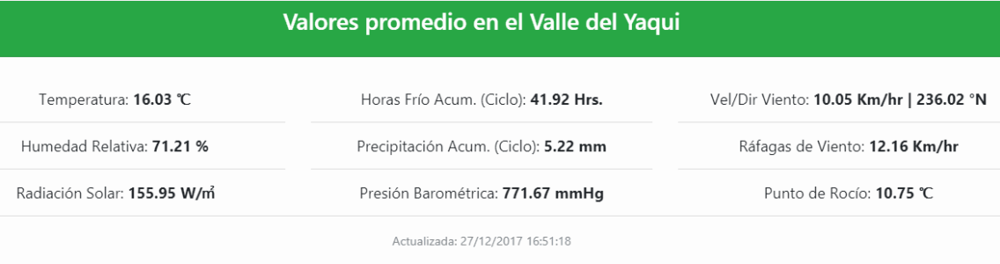 Valores promedio en el Valle del Yaqui
Temperatura: 16.03 ℃
Horas Frío Acum. (Ciclo): 41.92 Hrs.
Vel/Dir Viento: 10.05 Km/hr | 236.02 °N
Humedad Relativa: 71.21 %
Precipitación Acum. (Ciclo): 5.22 mm
Ráfagas de Viento: 12.16 Km/hr
Radiación Solar: 155.95 W/㎡
Presión Barométrica: 771.67 mmHg
Punto de Rocío: 10.75 ℃
Actualizada: 27/12/2017 16:51:18